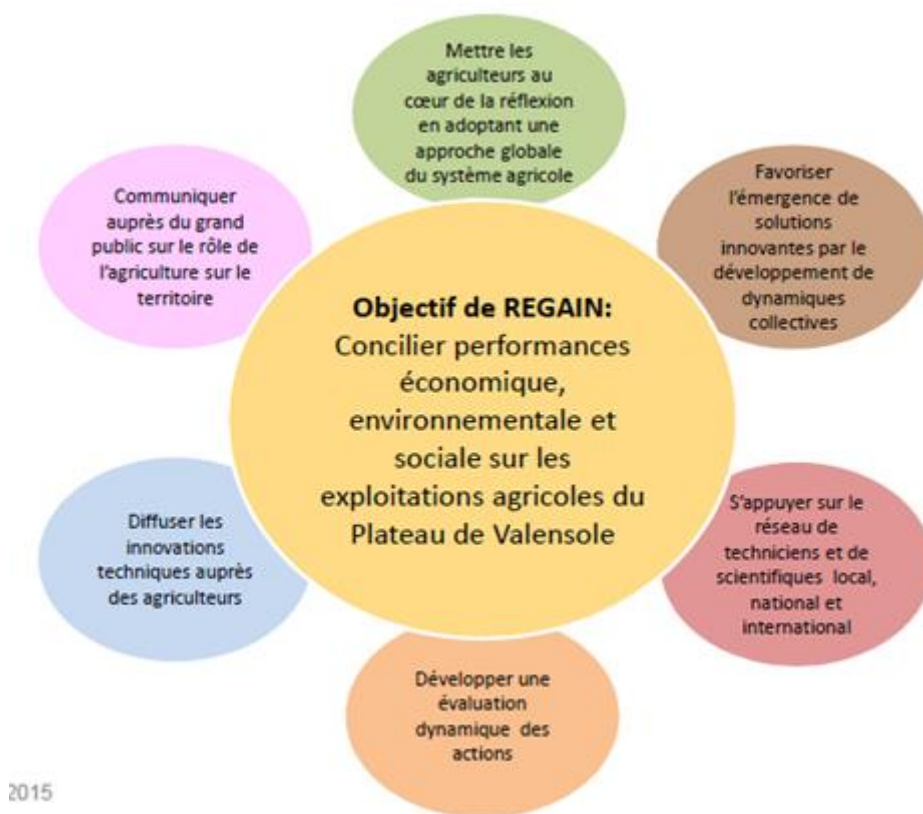 Mettre les
agriculteurs au
cœur de la réflexion
en adoptant une
approche globale
du système agricole
Favoriser
l'émergence de
solutions
innovantes par le
développement de
dynamiques
collectives
Communiquer
auprès du grand
public sur le rôle de
l'agriculture sur le
territoire
Objectif de REGAIN:
Concilier performances
économique,
environnementale et
sociale sur les
exploitations agricoles du
Plateau de Valensole
S'appuyer sur le
réseau de
techniciens et de
scientifiques local,
national et
international
Diffuser les
innovations
techniques auprès
des agriculteurs
Développer une
évaluation
dynamique des
actions
2015